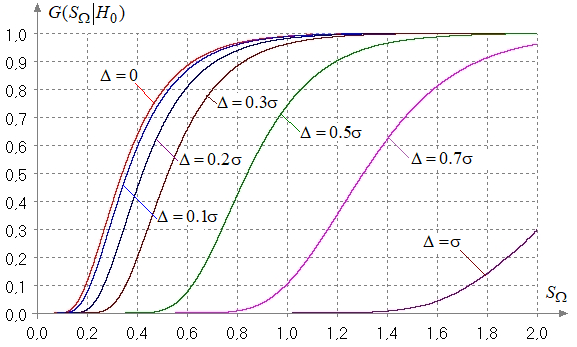 G(S_Ω|H₀)
1.0
0.9
0.8
0.7
0.6
0.5
0.4
0.3
0.2
0.1
0.0
Δ = 0
Δ = 0.3σ
Δ = 0.5σ
Δ = 0.2σ
Δ = 0.7σ
Δ = 0.1σ
Δ = σ
S_Ω
0,0 0,2 0,4 0,6 0,8 1,0 1,2 1,4 1,6 1,8 2,0